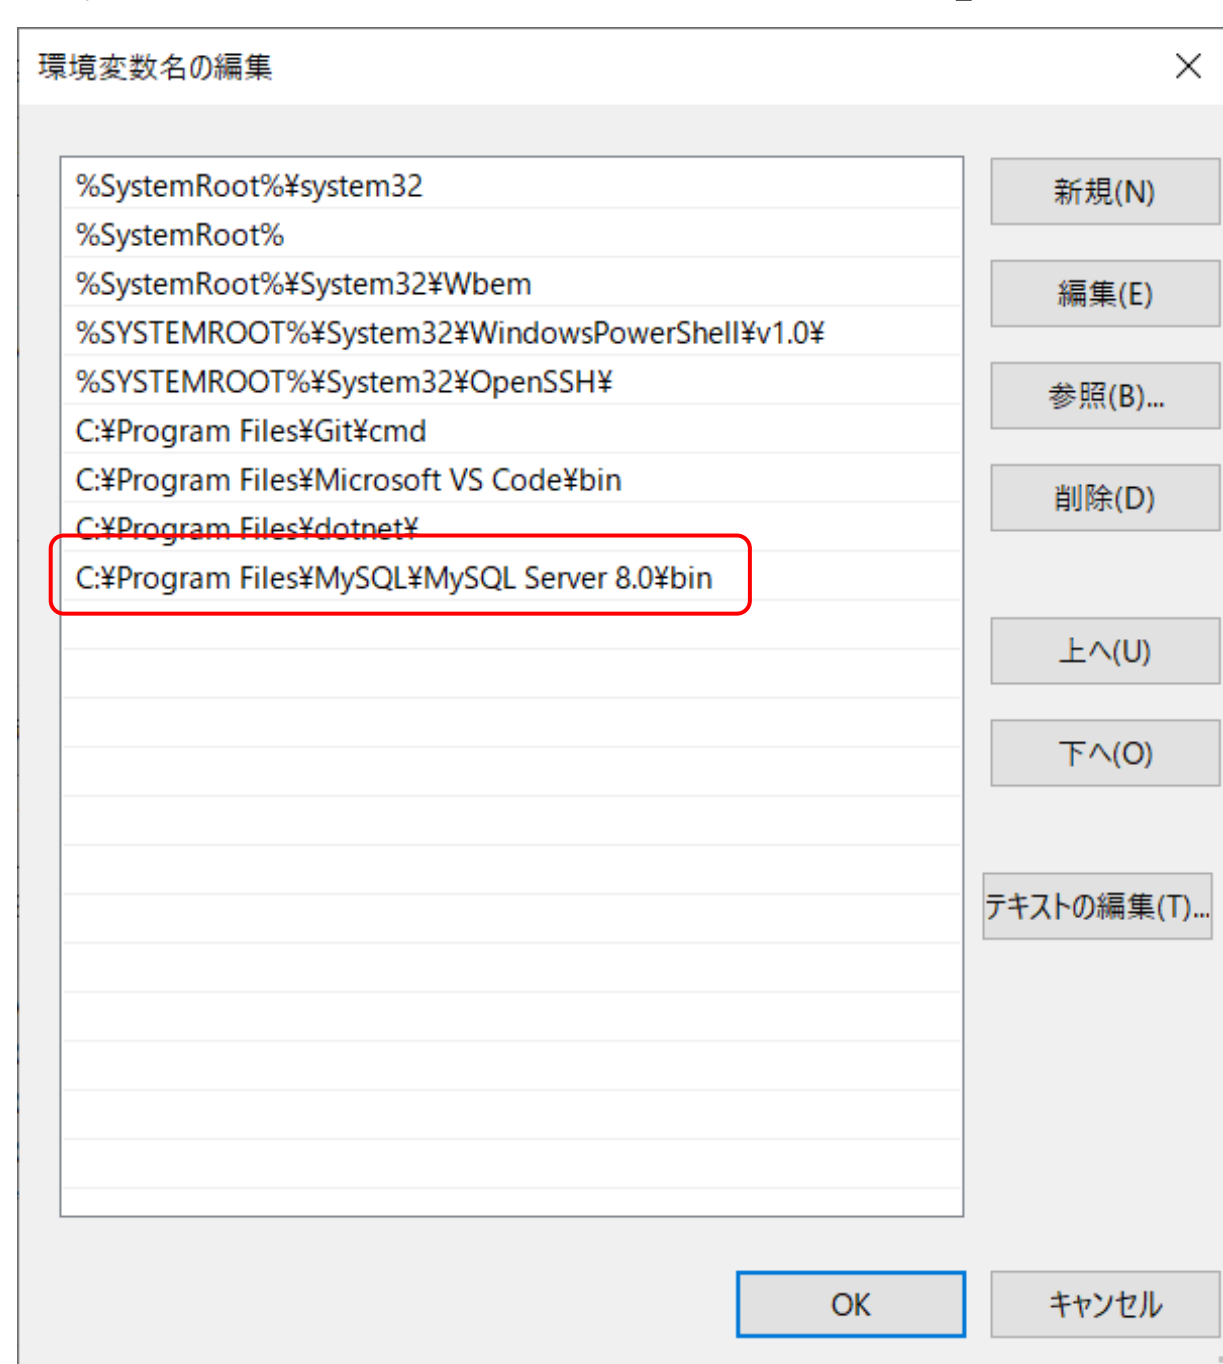 環境変数名の編集
%SystemRoot%¥system32
%SystemRoot%
%SystemRoot%¥System32¥Wbem
%SYSTEMROOT%¥System32¥WindowsPowerShell¥v1.0¥
%SYSTEMROOT%¥System32¥OpenSSH¥
C:¥Program Files¥Git¥cmd
C:¥Program Files¥Microsoft VS Code¥bin
C:¥Program Files¥dotnet¥
C:¥Program Files¥MySQL¥MySQL Server 8.0¥bin
新規(N)
編集(E)
参照(B)...
削除(D)
上へ(U)
下へ(O)
テキストの編集(T)...
OK
キャンセル